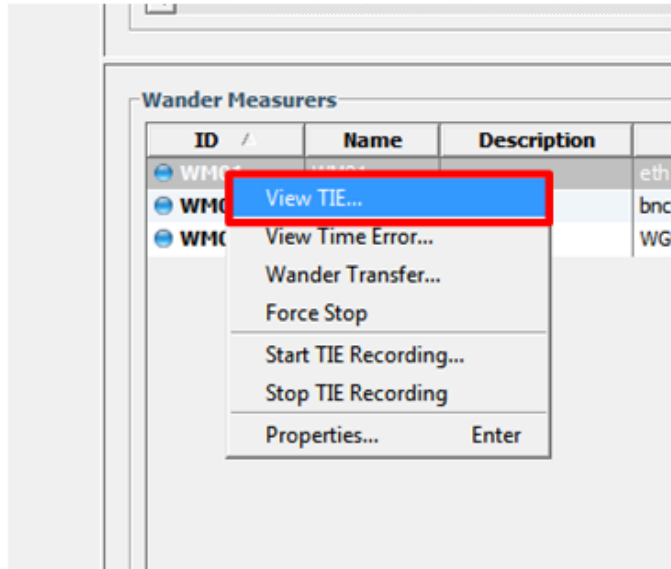 Wander Measurers
ID Name Description
WM01 WM01 eth
WM0 bnc
WM0 WG
View TIE...
View Time Error...
Wander Transfer...
Force Stop
Start TIE Recording...
Stop TIE Recording
Properties... Enter